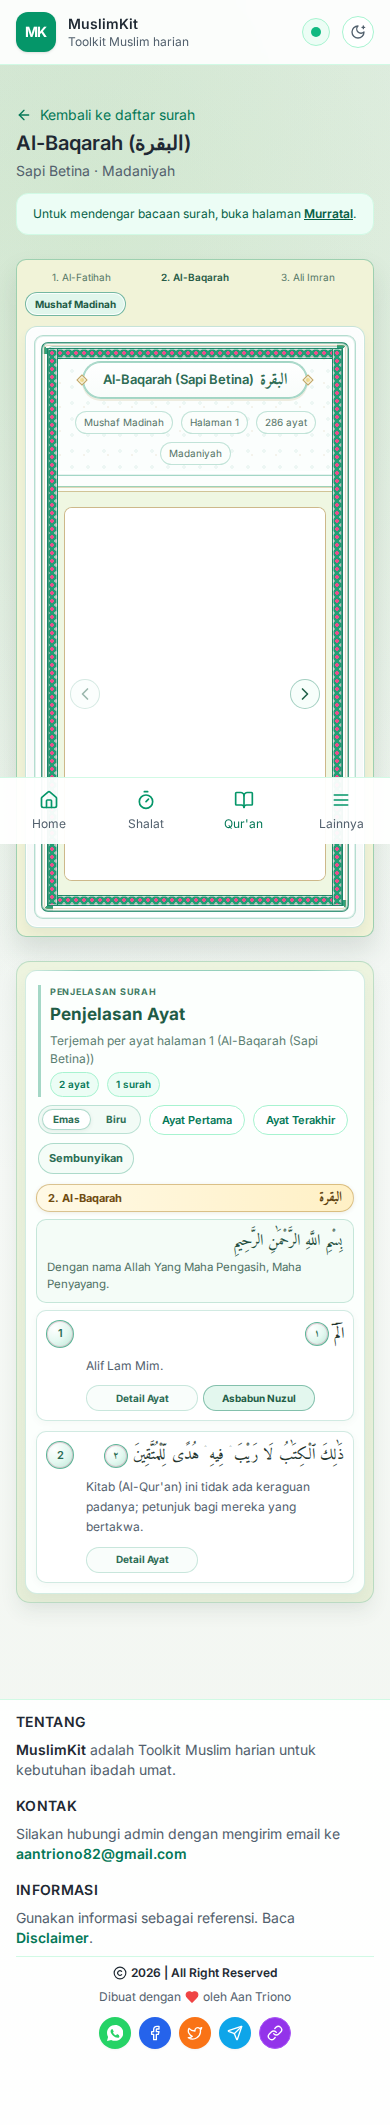 MK
MuslimKit
Toolkit Muslim harian
Kembali ke daftar surah
Al-Baqarah (البقرة)
Sapi Betina · Madaniyah
Untuk mendengar bacaan surah, buka halaman Murratal.
1. Al-Fatihah
2. Al-Baqarah
3. Ali Imran
Mushaf Madinah
Al-Baqarah (Sapi Betina) البقرة
Mushaf Madinah
Halaman 1
286 ayat
Madaniyah
Home
Shalat
Qur'an
Lainnya
PENJELASAN SURAH
Penjelasan Ayat
Terjemah per ayat halaman 1 (Al-Baqarah (Sapi
Betina))
2 ayat
1 surah
Emas
Biru
Ayat Pertama
Ayat Terakhir
Sembunyikan
2. Al-Baqarah
البقرة
بِسْمِ اللَّهِ الرَّحْمَٰنِ الرَّحِيمِ
Dengan nama Allah Yang Maha Pengasih, Maha
Penyayang.
1
الۤمّۤ ١
Alif Lam Mim.
Detail Ayat
Asbabun Nuzul
2
ذٰلِكَ الْكِتٰبُ لَا رَيْبَ ۛ فِيْهِ ۛ هُدًى لِّلْمُتَّقِيْنَ ٢
Kitab (Al-Qur'an) ini tidak ada keraguan
padanya; petunjuk bagi mereka yang
bertakwa.
Detail Ayat
TENTANG
MuslimKit adalah Toolkit Muslim harian untuk
kebutuhan ibadah umat.
KONTAK
Silakan hubungi admin dengan mengirim email ke
aantriono82@gmail.com
INFORMASI
Gunakan informasi sebagai referensi. Baca
Disclaimer.
© 2026 | All Right Reserved
Dibuat dengan ❤ oleh Aan Triono